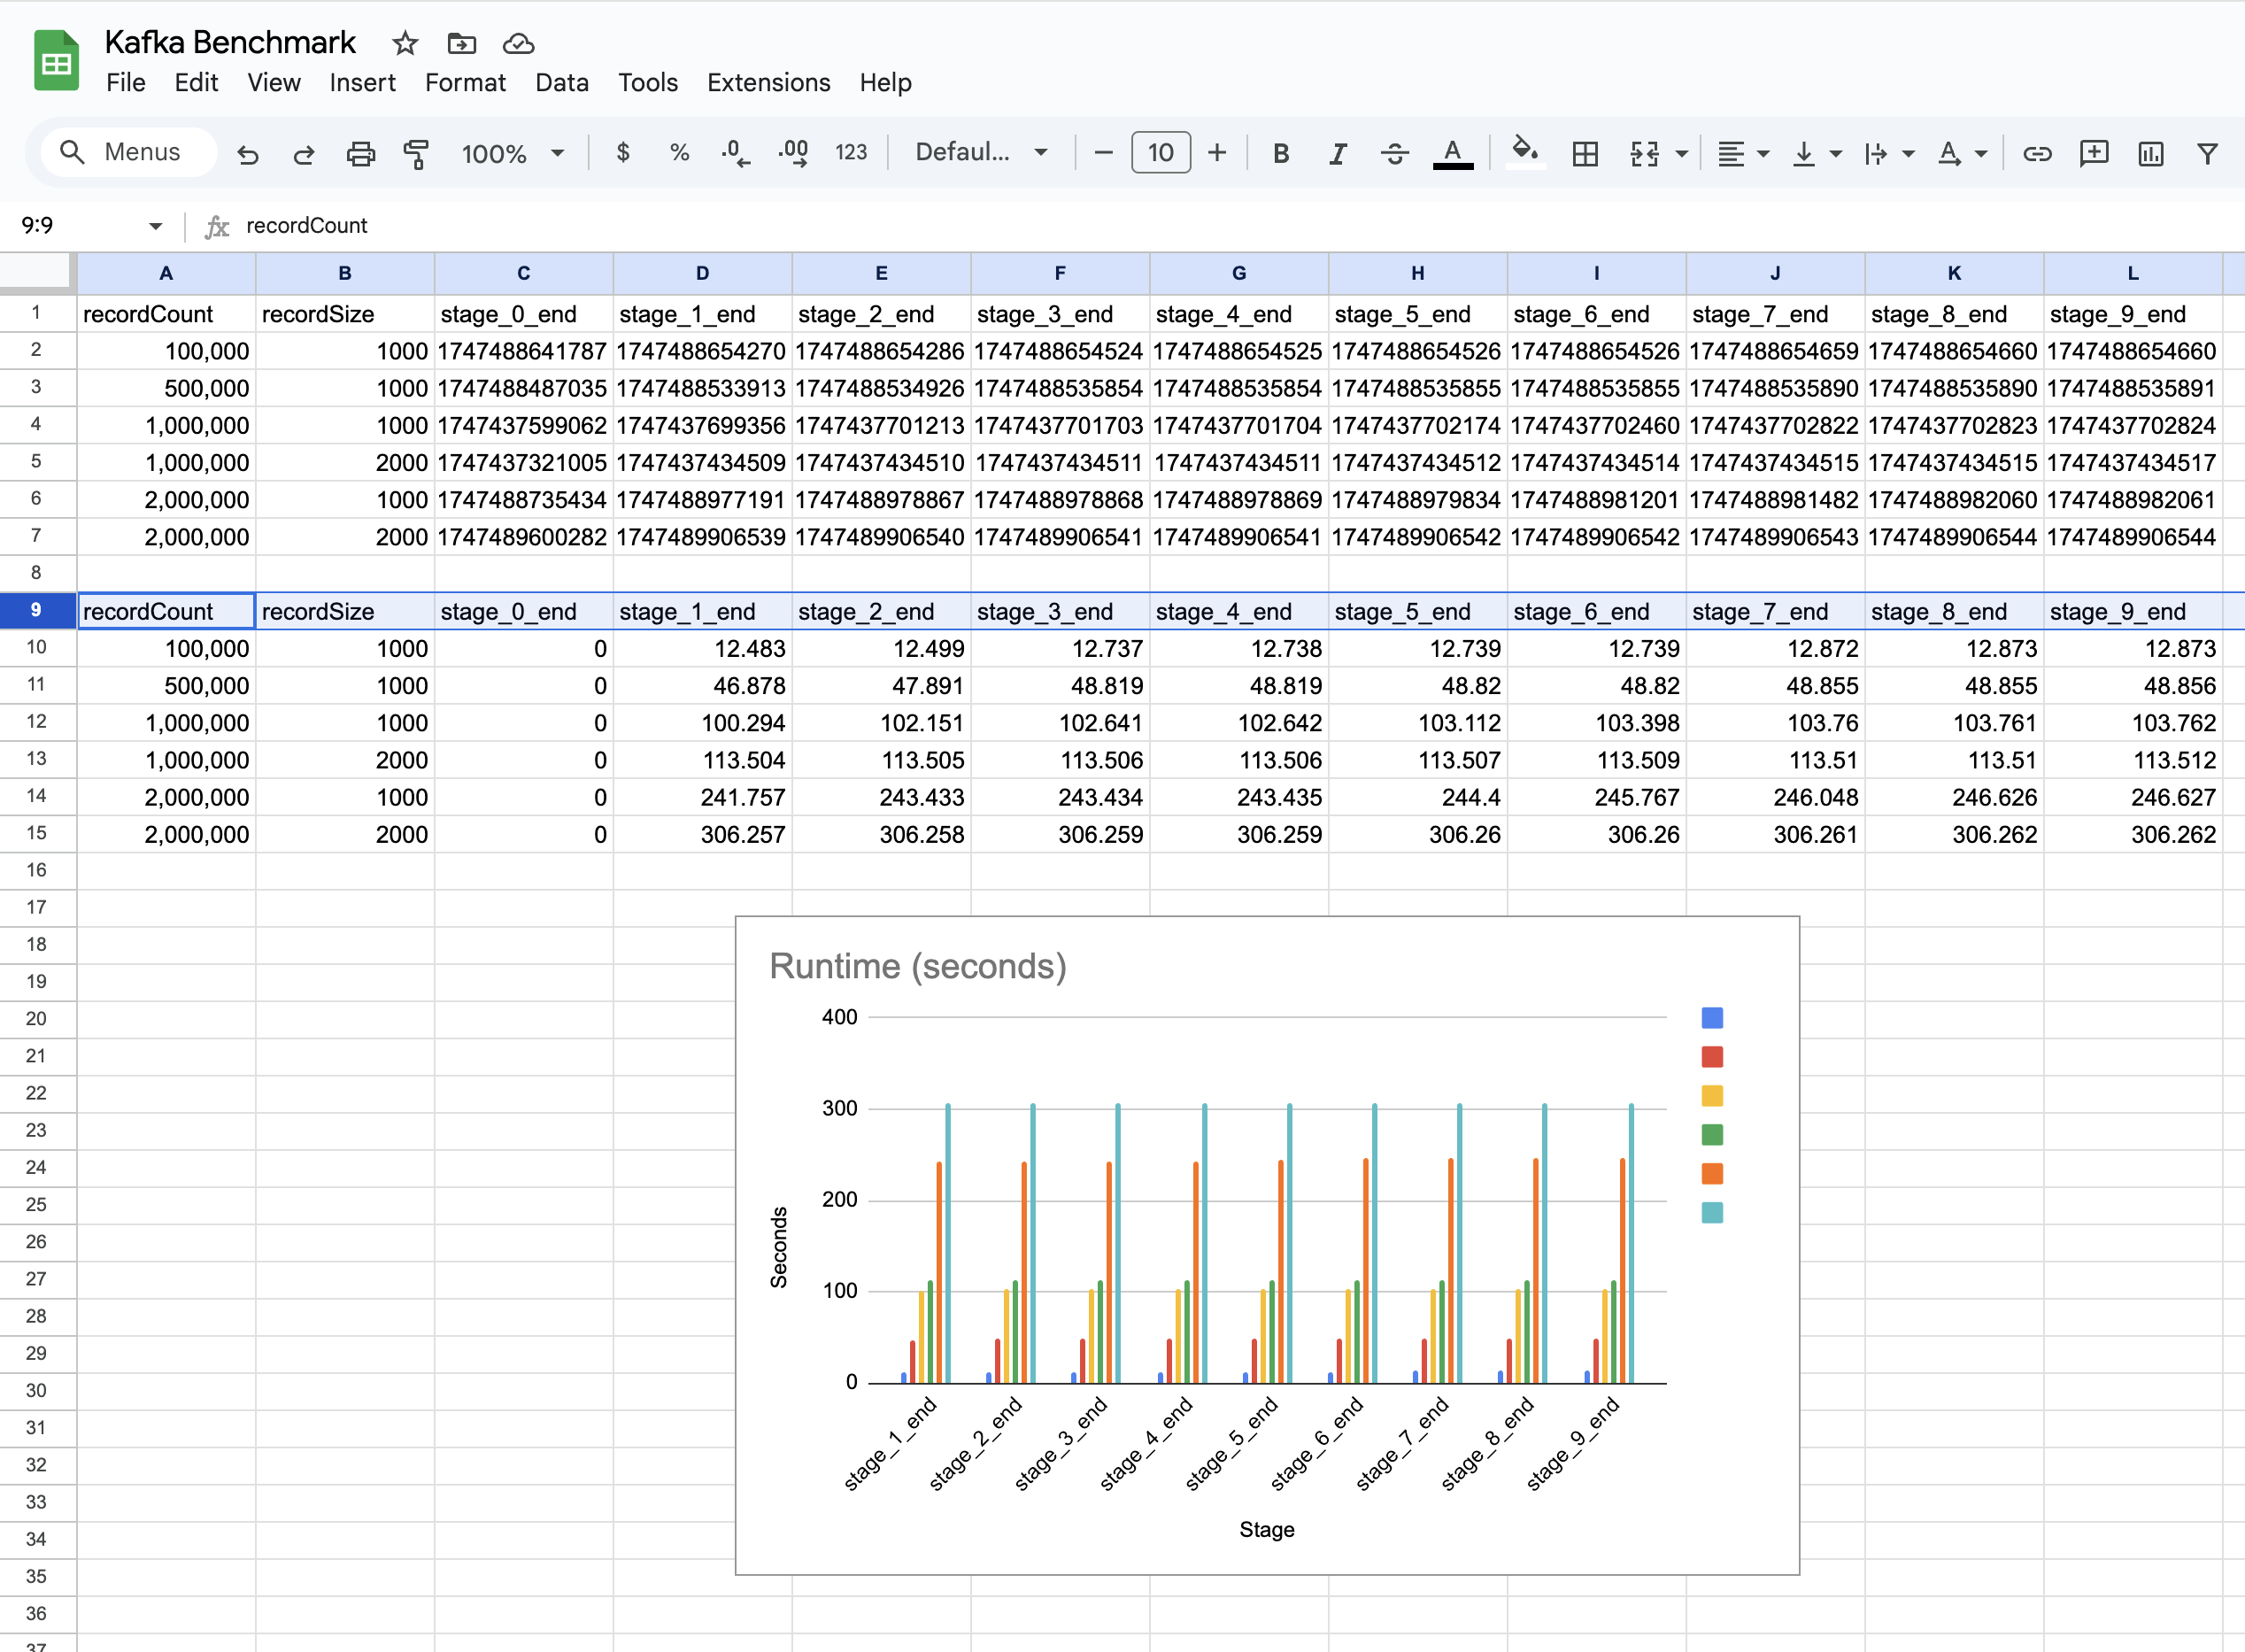 Kafka Benchmark
File Edit View Insert Format Data Tools Extensions Help
Menus 100% $ % .0 .00 123 Defaul... 10 B I S A
9:9 fx recordCount
A B C D E F G H I J K L
1 recordCount recordSize stage_0_end stage_1_end stage_2_end stage_3_end stage_4_end stage_5_end stage_6_end stage_7_end stage_8_end stage_9_end
2 100,000 1000 1747488641787 1747488654270 1747488654286 1747488654524 1747488654525 1747488654526 1747488654526 1747488654659 1747488654660 1747488654660
3 500,000 1000 1747488487035 1747488533913 1747488534926 1747488535854 1747488535854 1747488535855 1747488535855 1747488535890 1747488535890 1747488535891
4 1,000,000 1000 1747437599062 1747437699356 1747437701213 1747437701703 1747437701704 1747437702174 1747437702460 1747437702822 1747437702823 1747437702824
5 1,000,000 2000 1747437321005 1747437434509 1747437434510 1747437434511 1747437434511 1747437434512 1747437434514 1747437434515 1747437434515 1747437434517
6 2,000,000 1000 1747488735434 1747488977191 1747488978867 1747488978868 1747488978869 1747488979834 1747488981201 1747488981482 1747488982060 1747488982061
7 2,000,000 2000 1747489600282 1747489906539 1747489906540 1747489906541 1747489906541 1747489906542 1747489906542 1747489906543 1747489906544 1747489906544
8
9 recordCount recordSize stage_0_end stage_1_end stage_2_end stage_3_end stage_4_end stage_5_end stage_6_end stage_7_end stage_8_end stage_9_end
10 100,000 1000 0 12.483 12.499 12.737 12.738 12.739 12.739 12.872 12.873 12.873
11 500,000 1000 0 46.878 47.891 48.819 48.819 48.82 48.82 48.855 48.855 48.856
12 1,000,000 1000 0 100.294 102.151 102.641 102.642 103.112 103.398 103.76 103.761 103.762
13 1,000,000 2000 0 113.504 113.505 113.506 113.506 113.507 113.509 113.51 113.51 113.512
14 2,000,000 1000 0 241.757 243.433 243.434 243.435 244.4 245.767 246.048 246.626 246.627
15 2,000,000 2000 0 306.257 306.258 306.259 306.259 306.26 306.26 306.261 306.262 306.262
16
17
18
19
20
21
22
23
24
25
26
27
28
29
30
31
32
33
34
35
36
37
Runtime (seconds)
400
300
200
100
0
Seconds
stage_1_end stage_2_end stage_3_end stage_4_end stage_5_end stage_6_end stage_7_end stage_8_end stage_9_end
Stage